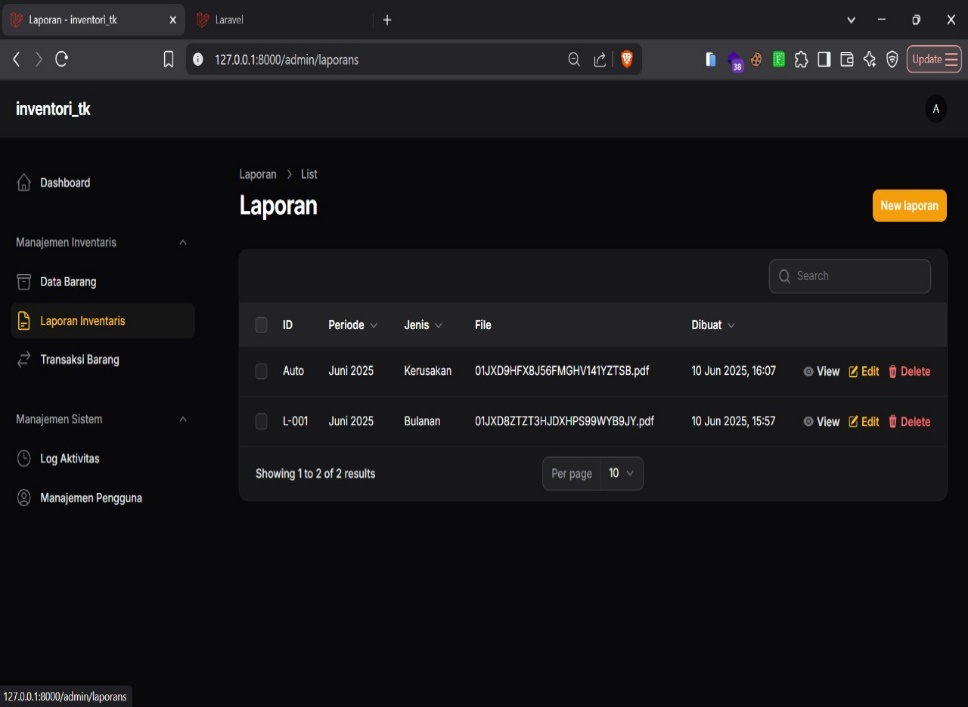 Laporan - inventori_tk
Laravel
127.0.0.1:8000/admin/laporans
38
F
Update
inventori_tk
A
Dashboard
Manajemen Inventaris
Data Barang
Laporan Inventaris
Transaksi Barang
Manajemen Sistem
Log Aktivitas
Manajemen Pengguna
Laporan > List
Laporan
New laporan
Search
ID Periode Jenis File Dibuat
Auto Juni 2025 Kerusakan 01JXD9HFX8J56FMGHV141YZTSB.pdf 10 Jun 2025, 16:07 View Edit Delete
L-001 Juni 2025 Bulanan 01JXD8ZTZT3HJDXHPS99WYB9JY.pdf 10 Jun 2025, 15:57 View Edit Delete
Showing 1 to 2 of 2 results
Per page 10
127.0.0.1:8000/admin/laporans